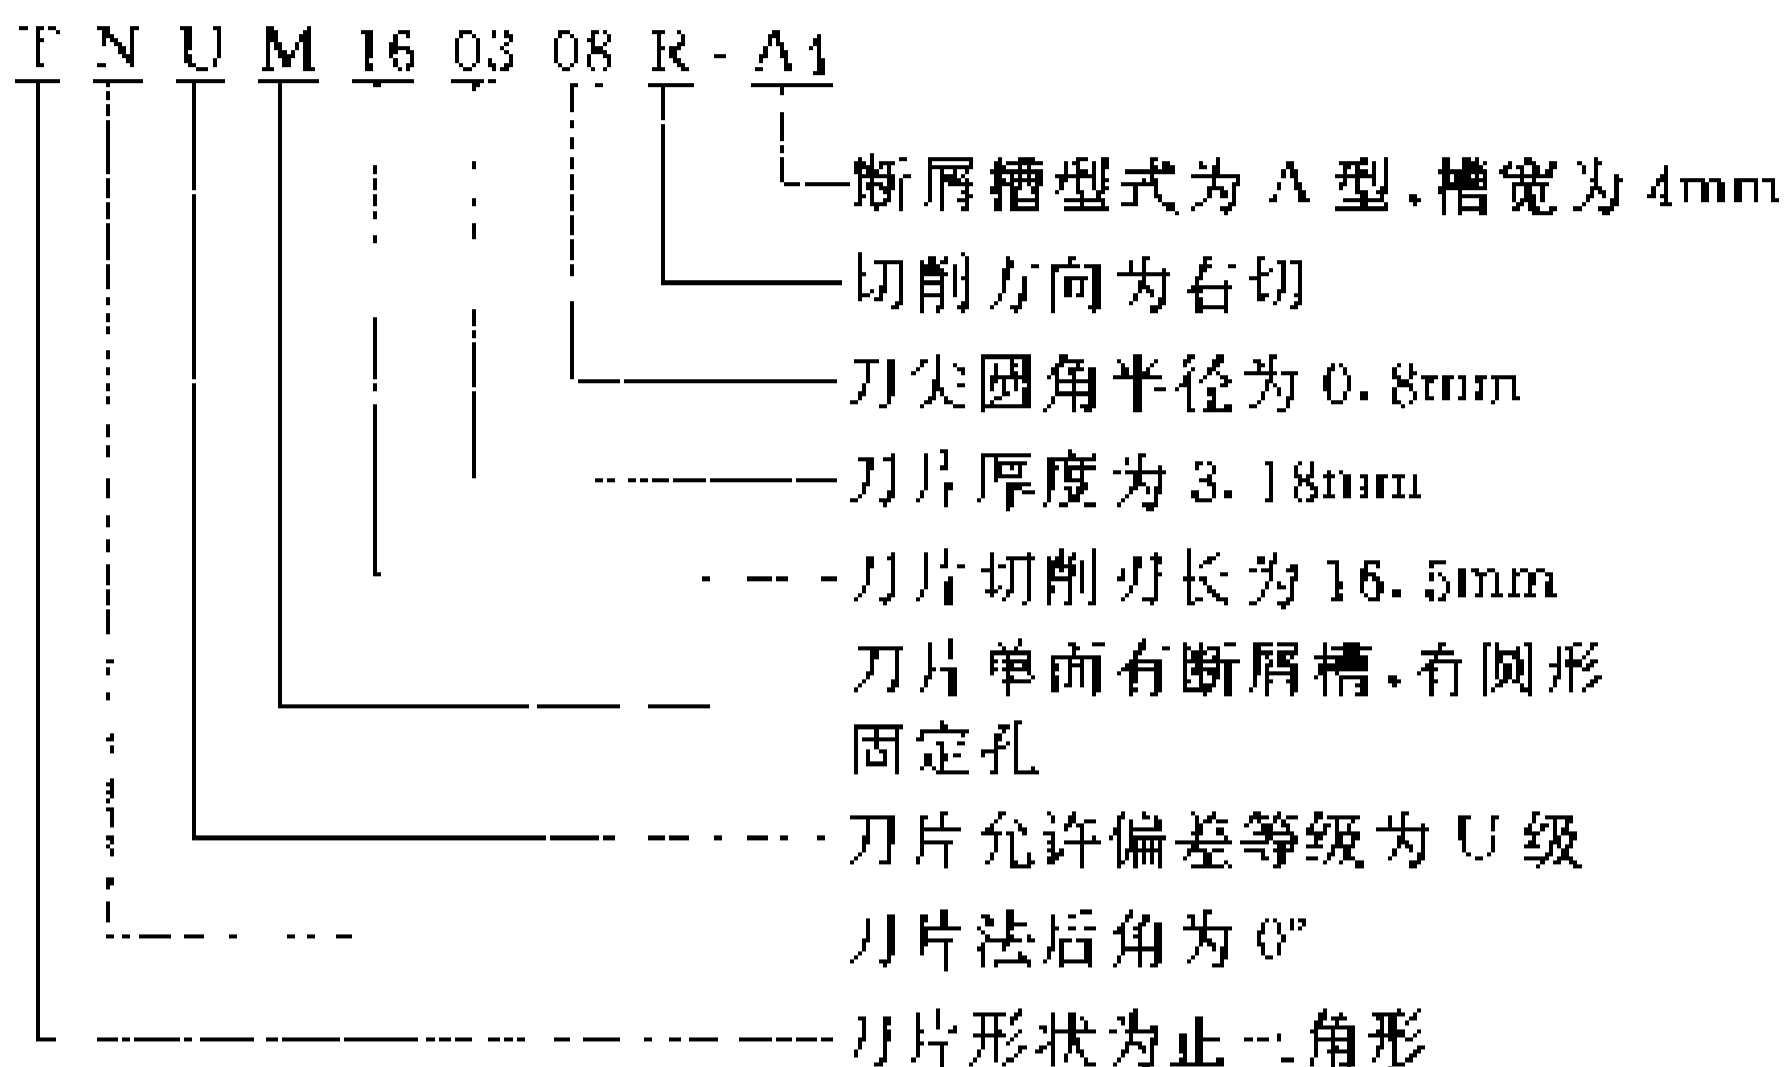 T N U M 16 03 08 R - A4
断屑槽型式为 A 型.槽宽为 4mm
切削方向为右切
刀尖圆角半径为 0.8mm
刀片厚度为 3.18mm
刀片切削刃长为 16.5mm
刀片单面有断屑槽.有圆形
固定孔
刀片允许偏差等级为 U 级
刀片法后角为 0°
刀片形状为正三角形